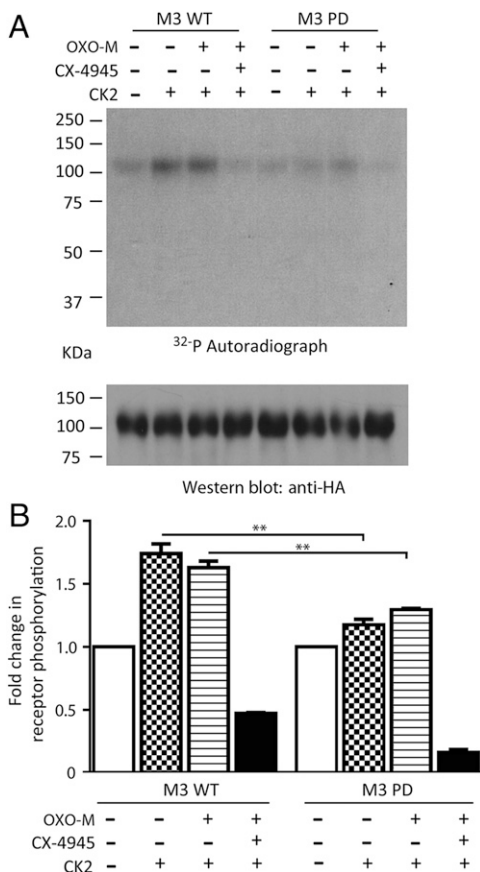 A
M3 WT M3 PD
OXO-M – – + + – – + +
CX-4945 – – – + – – – +
CK2 – + + + – + + +
250
150
100
75
50
37
KDa
32-P Autoradiograph
150
100
75
Western blot: anti-HA
B
Fold change in
receptor phosphorylation
2.0
1.5
1.0
0.5
0
**
**
M3 WT M3 PD
OXO-M – – + + – – + +
CX-4945 – – – + – – – +
CK2 – + + + – + + +